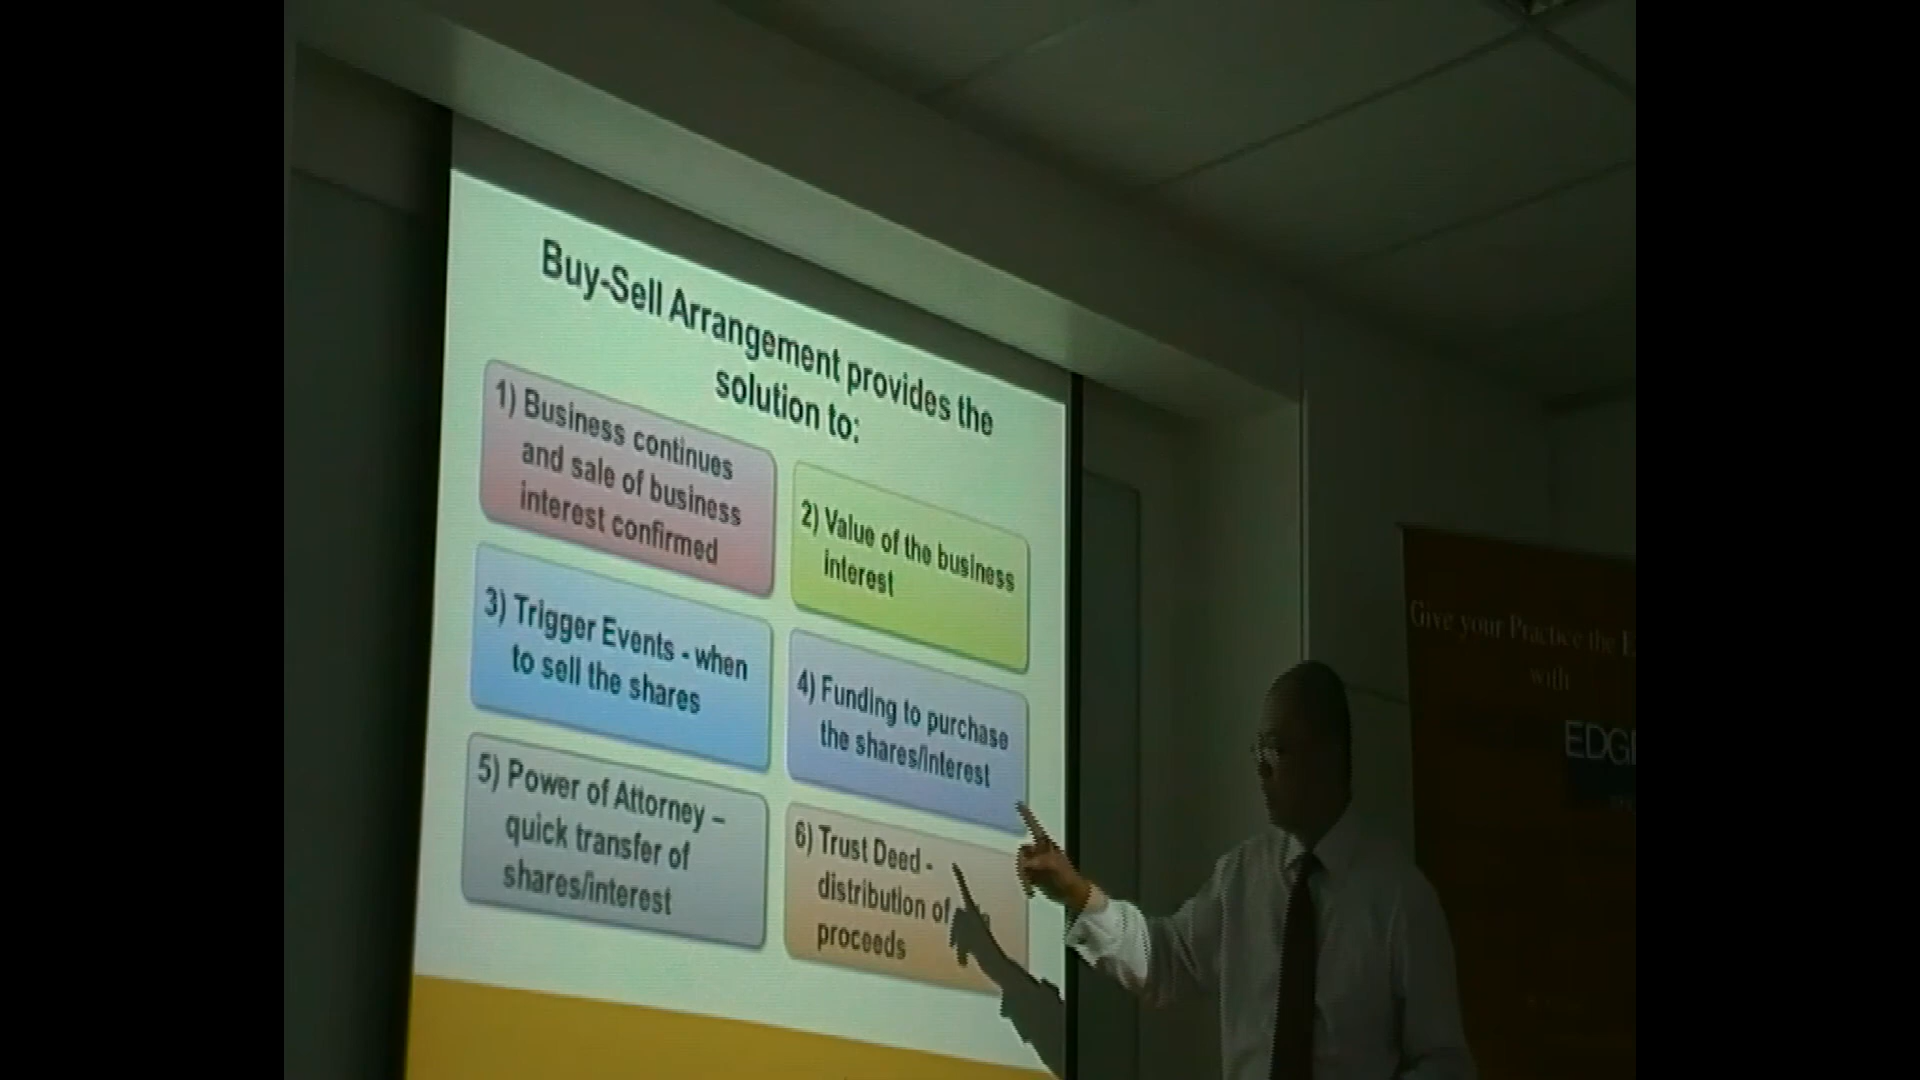 Buy-Sell Arrangement provides the
solution to:
1) Business continues
and sale of business
interest confirmed
2) Value of the business
interest
3) Trigger Events - when
to sell the shares
4) Funding to purchase
the shares/interest
5) Power of Attorney –
quick transfer of
shares/interest
6) Trust Deed -
distribution of
proceeds
Give your Practice the
with